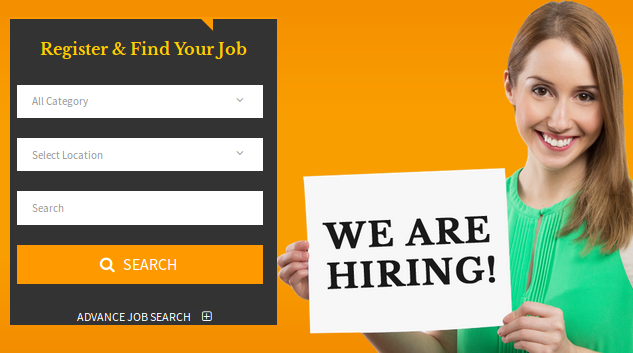 Register & Find Your Job
All Category
Select Location
Search
SEARCH
ADVANCE JOB SEARCH
WE ARE
HIRING!